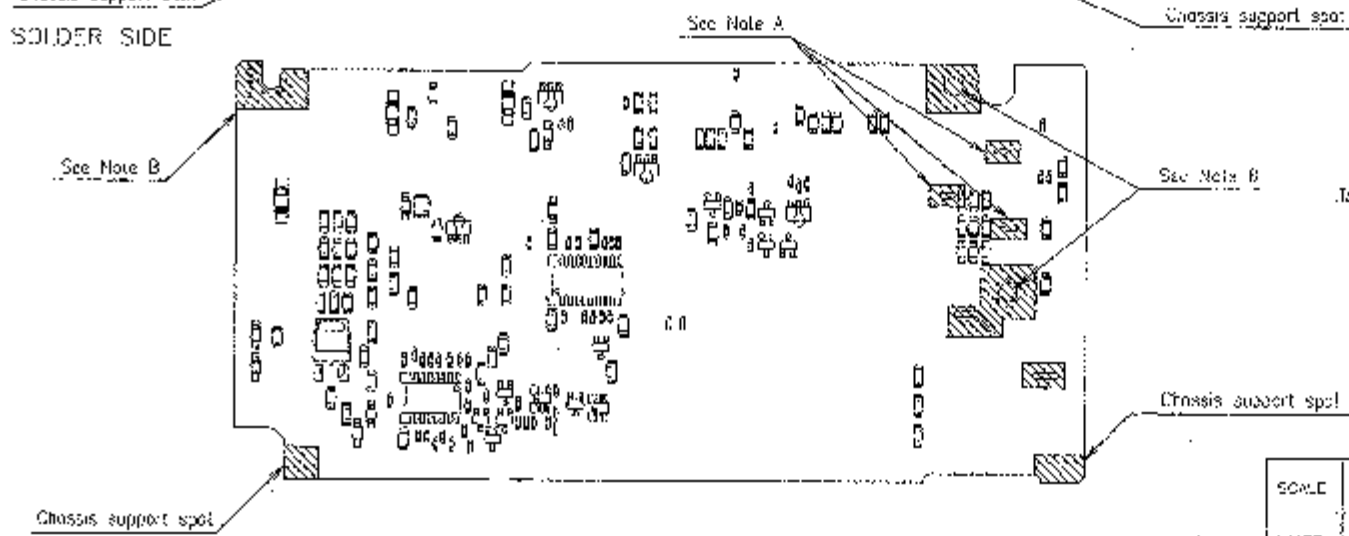 Chassis support spot
SOLDER SIDE
See Note A
See Note B
See Note B
Chassis support spot
Chassis support spot
SCALE